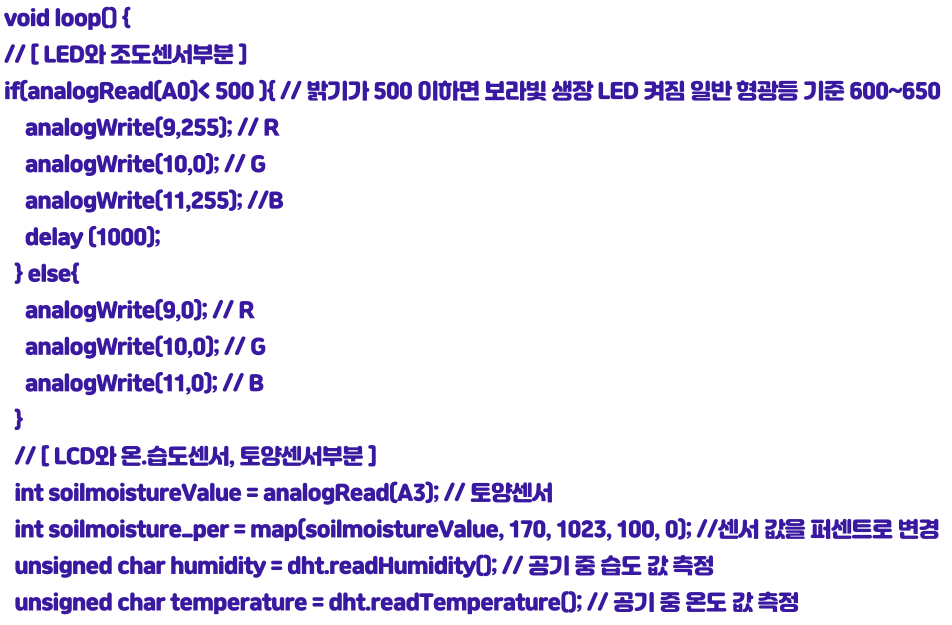 void loop() {
// [ LED와 조도센서부분 ]
if(analogRead(A0)< 500 ){ // 밝기가 500 이하면 보라빛 생장 LED 켜짐 일반 형광등 기준 600~650
analogWrite(9,255); // R
analogWrite(10,0); // G
analogWrite(11,255); //B
delay (1000);
} else{
analogWrite(9,0); // R
analogWrite(10,0); // G
analogWrite(11,0); // B
}
// [ LCD와 온.습도센서, 토양센서부분 ]
int soilmoistureValue = analogRead(A3); // 토양센서
int soilmoisture_per = map(soilmoistureValue, 170, 1023, 100, 0); //센서 값을 퍼센트로 변경
unsigned char humidity = dht.readHumidity(); // 공기 중 습도 값 측정
unsigned char temperature = dht.readTemperature(); // 공기 중 온도 값 측정